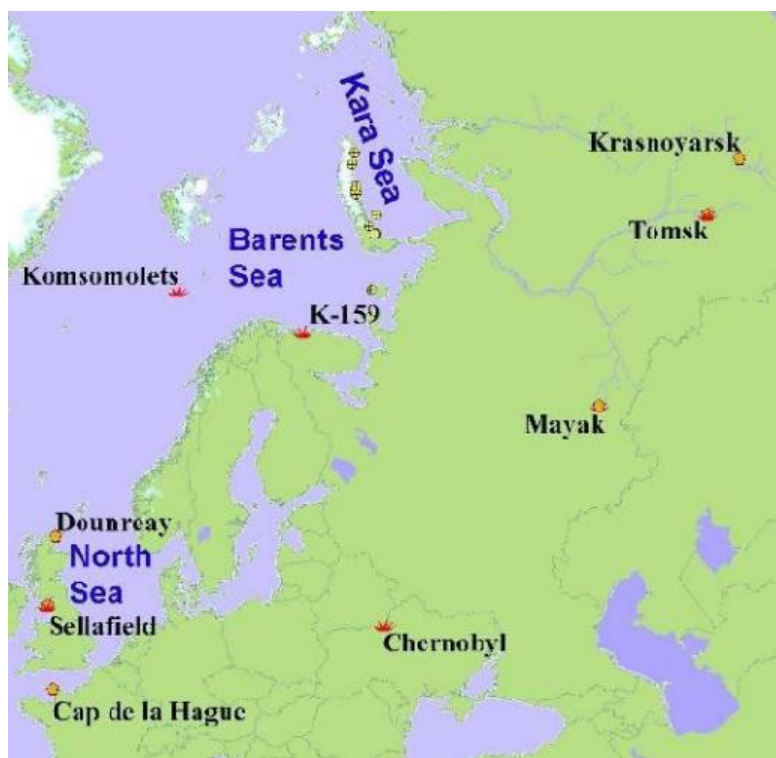 Kara Sea
Krasnoyarsk
Tomsk
Barents
Sea
Komsomolets
K-159
Mayak
Dounreay
North
Sea
Sellafield
Chernobyl
Cap de la Hague